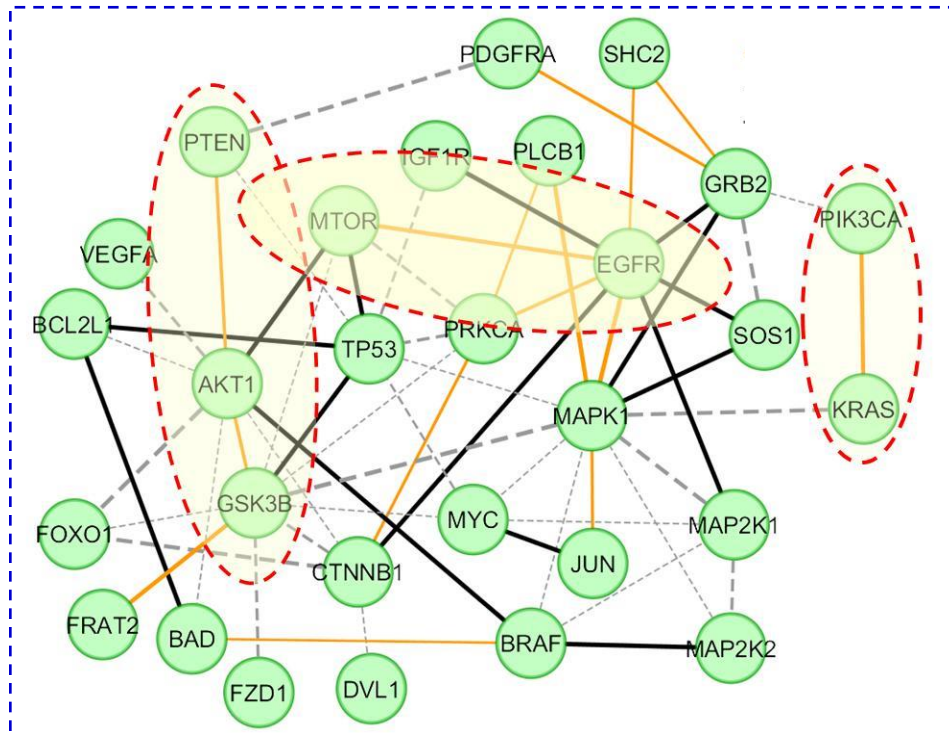 PDGFRA
SHC2
PTEN
IGF1R
PLCB1
GRB2
PIK3CA
MTOR
VEGFA
EGFR
BCL2L1
TP53
PRKCA
SOS1
AKT1
MAPK1
KRAS
GSK3B
FOXO1
MYC
MAP2K1
CTNNB1
JUN
FRAT2
BAD
BRAF
MAP2K2
FZD1
DVL1